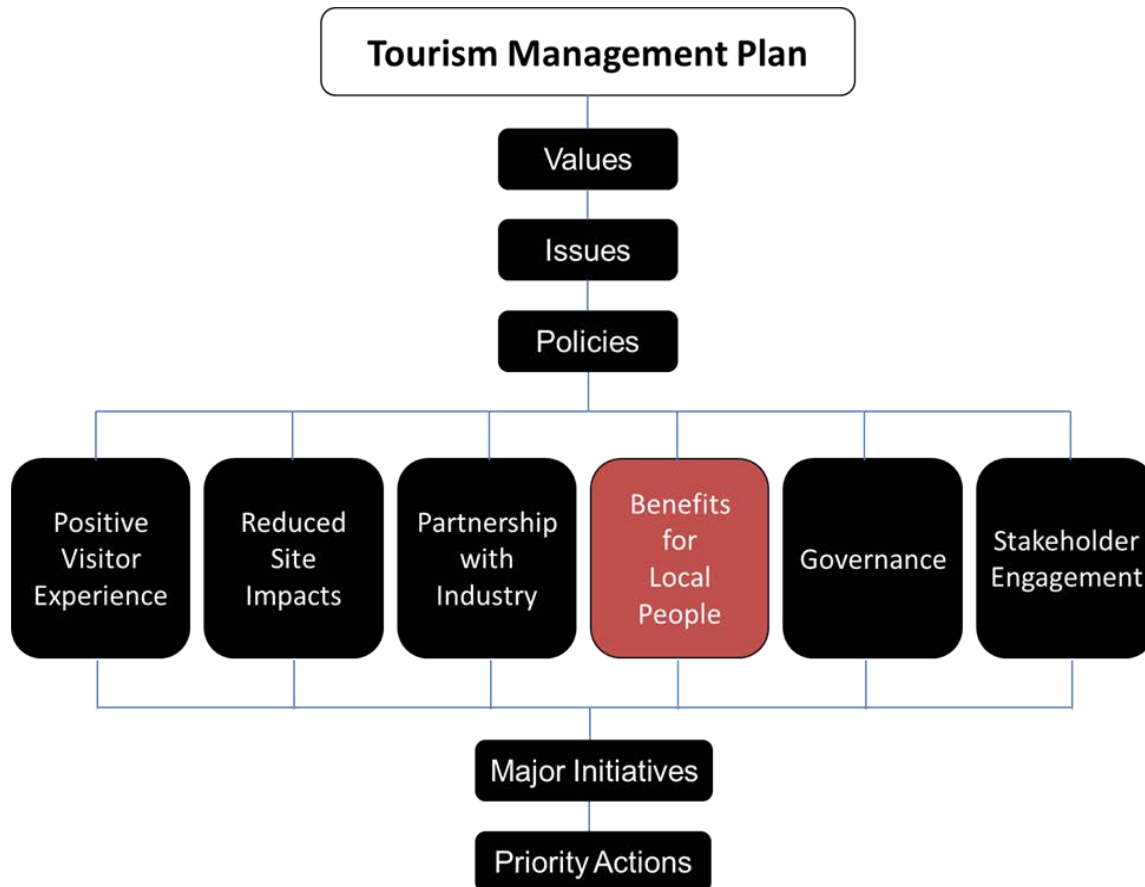 Tourism Management Plan
Values
Issues
Policies
Positive
Visitor
Experience
Reduced
Site
Impacts
Partnership
with
Industry
Benefits
for
Local
People
Governance
Stakeholder
Engagement
Major Initiatives
Priority Actions